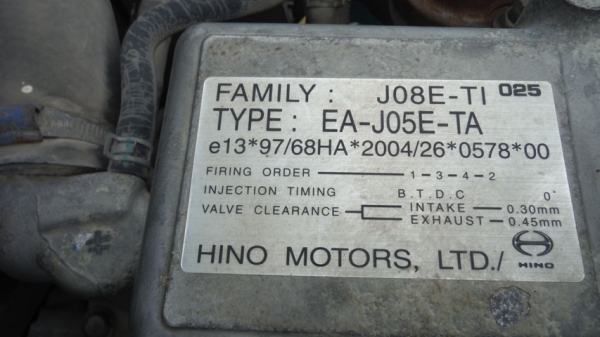 FAMILY : J08E-TI 025
TYPE : EA-J05E-TA
e13*97/68HA*2004/26*0578*00
FIRING ORDER 1-3-4-2
INJECTION TIMING B.T.D.C 0°
VALVE CLEARANCE INTAKE 0.30mm
EXHAUST 0.45mm
HINO MOTORS, LTD./ HINO